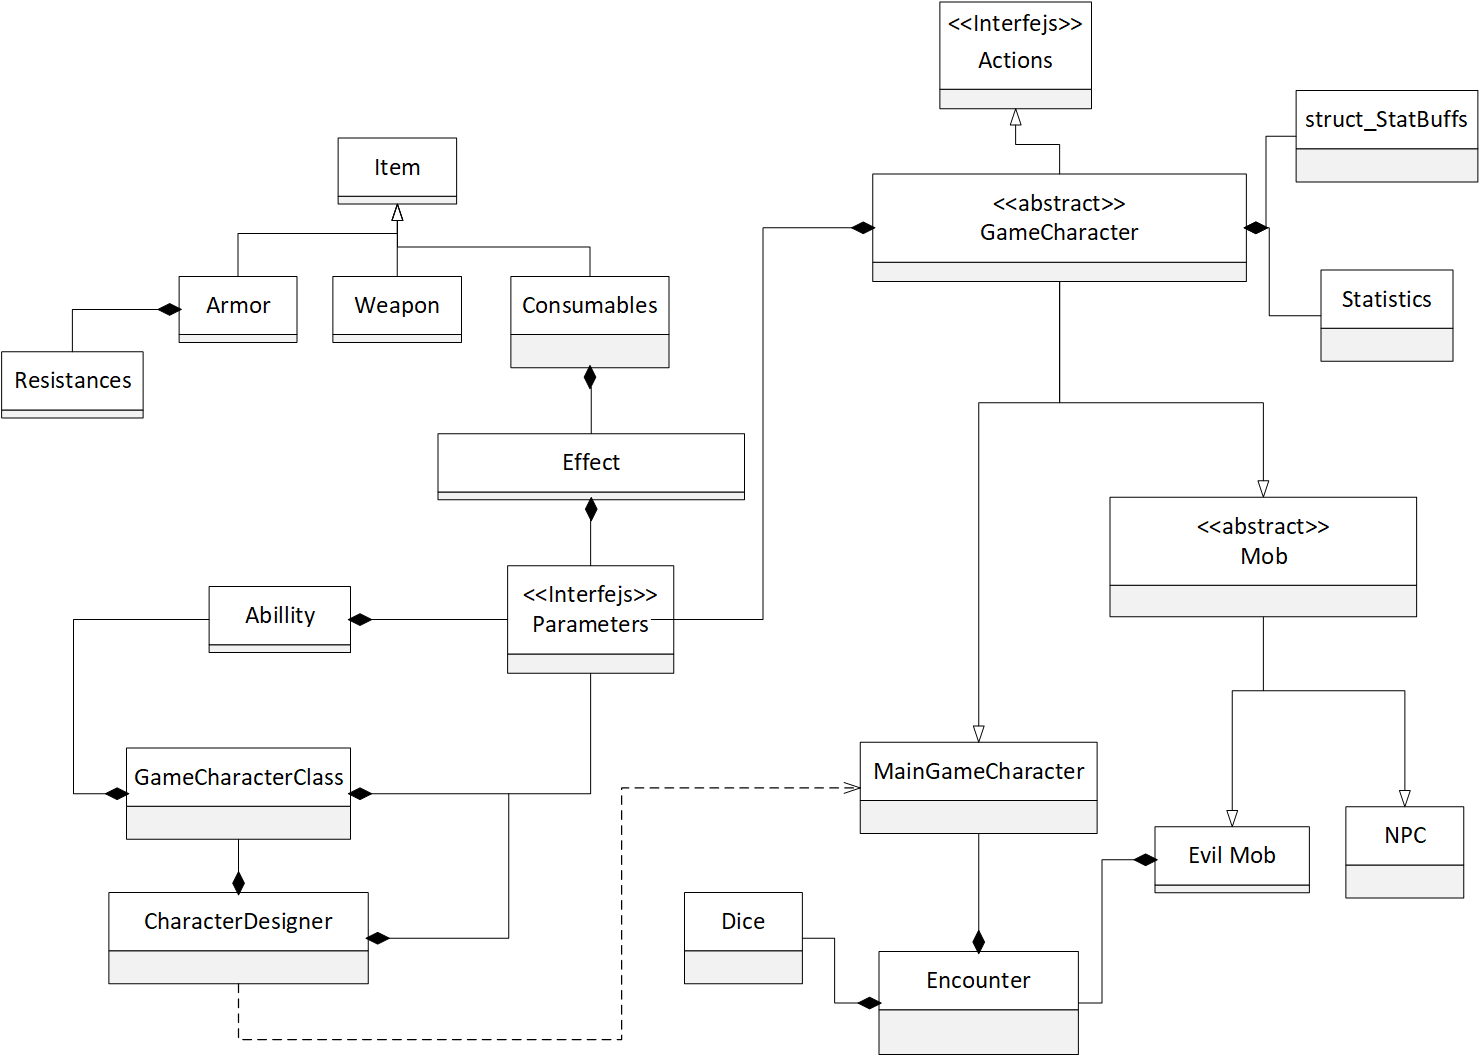 <<Interfejs>>
Actions
struct_StatBuffs
Item
<<abstract>>
GameCharacter
Armor
Weapon
Consumables
Statistics
Resistances
Effect
<<abstract>>
Mob
<<Interfejs>>
Parameters
Abillity
GameCharacterClass
MainGameCharacter
Evil Mob
NPC
CharacterDesigner
Dice
Encounter